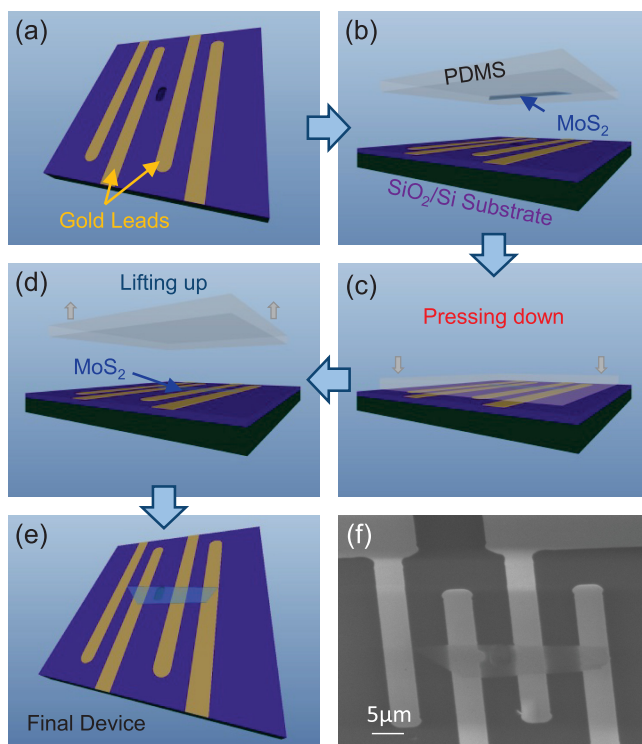 (a)
Gold Leads
(b)
PDMS
MoS₂
SiO₂/Si Substrate
(d)
Lifting up
MoS₂
(c)
Pressing down
(e)
Final Device
(f)
5μm